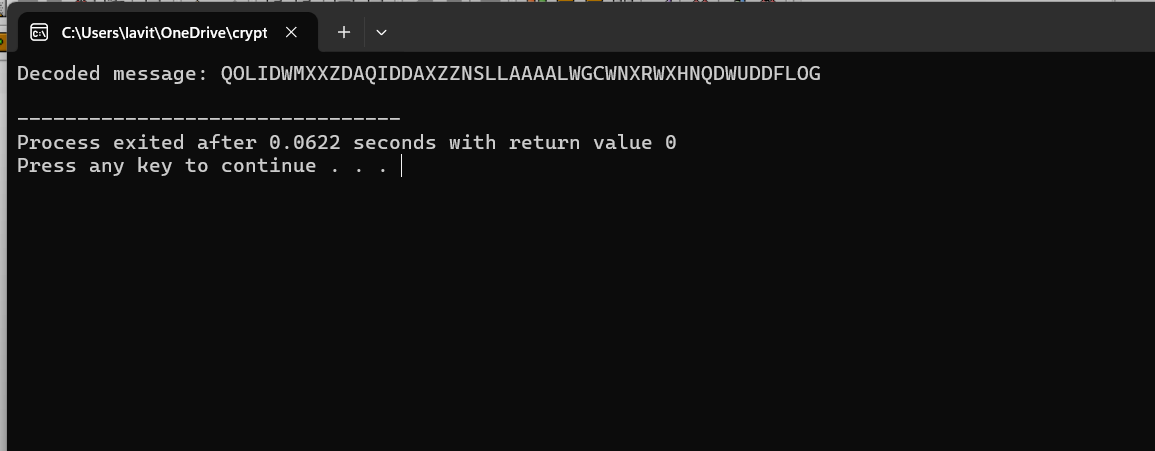 C:\Users\lavit\OneDrive\crypt
Decoded message: QOLIDWMXXZDAQIDDAXZZNSLLAAAALWGCWNXRWXHNQDWUDDFLOG
--------------------------------
Process exited after 0.0622 seconds with return value 0
Press any key to continue . . .